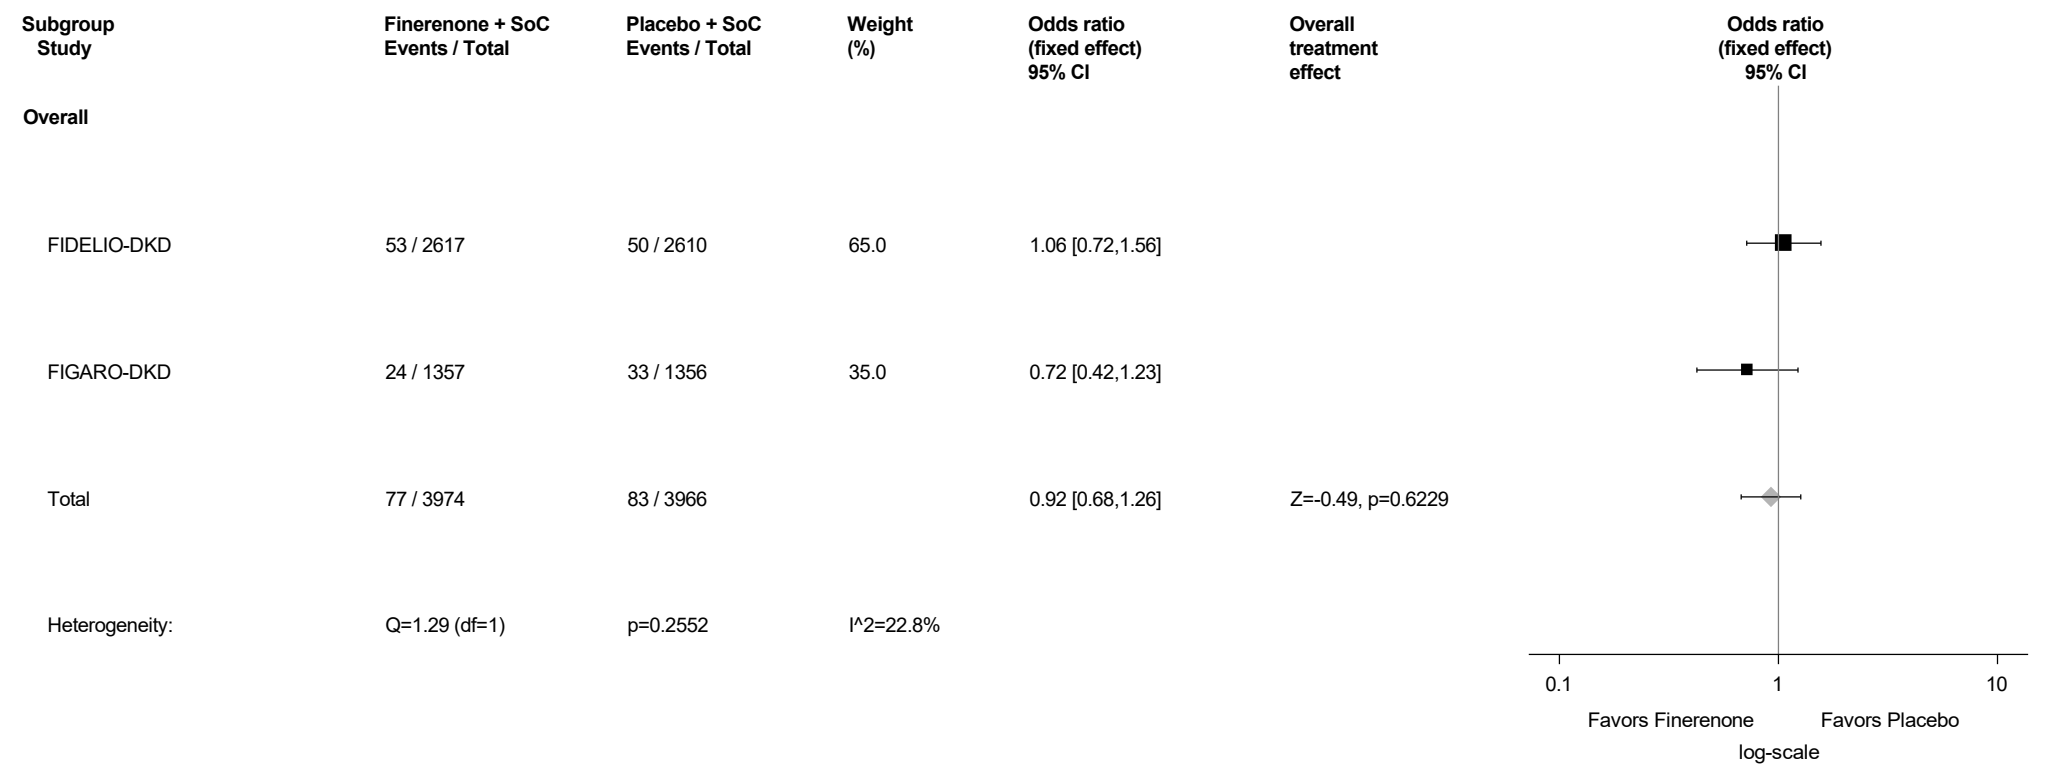 Subgroup Finerenone + SoC Placebo + SoC Weight Odds ratio Overall Odds ratio
Study Events / Total Events / Total (%) (fixed effect) treatment (fixed effect)
95% CI effect 95% CI
Overall
FIDELIO-DKD 53 / 2617 50 / 2610 65.0 1.06 [0.72,1.56]
FIGARO-DKD 24 / 1357 33 / 1356 35.0 0.72 [0.42,1.23]
Total 77 / 3974 83 / 3966 0.92 [0.68,1.26] Z=-0.49, p=0.6229
Heterogeneity: Q=1.29 (df=1) p=0.2552 I^2=22.8%
0.1 1 10
Favors Finerenone Favors Placebo
log-scale